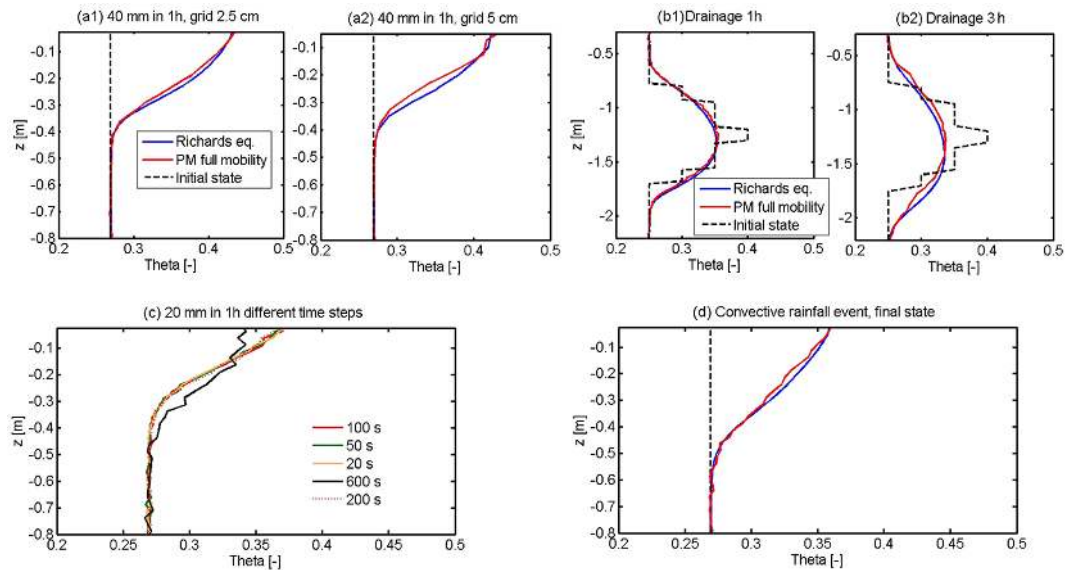 (a1) 40 mm in 1h, grid 2.5 cm
(a2) 40 mm in 1h, grid 5 cm
(b1)Drainage 1h
(b2) Drainage 3 h
-0.1
-0.2
-0.3
-0.4
-0.5
-0.6
-0.7
-0.8
z [m]
Richards eq.
PM full mobility
Initial state
0.2
0.3
0.4
0.5
Theta [-]
-0.1
-0.2
-0.3
-0.4
-0.5
-0.6
-0.7
-0.8
0.2
0.3
0.4
0.5
Theta [-]
-0.5
-1
-1.5
-2
z [m]
Richards eq.
PM full mobility
Initial state
0.2
0.3
0.4
0.5
Theta [-]
-0.5
-1
-1.5
-2
z [m]
0.2
0.3
0.4
0.5
Theta [-]
(c) 20 mm in 1h different time steps
-0.1
-0.2
-0.3
-0.4
-0.5
-0.6
-0.7
-0.8
z [m]
100 s
50 s
20 s
600 s
200 s
0.2
0.25
0.3
0.35
0.4
0.45
0.5
Theta [-]
(d) Convective rainfall event, final state
-0.1
-0.2
-0.3
-0.4
-0.5
-0.6
-0.7
-0.8
z [m]
0.2
0.25
0.3
0.35
0.4
0.45
0.5
Theta [-]